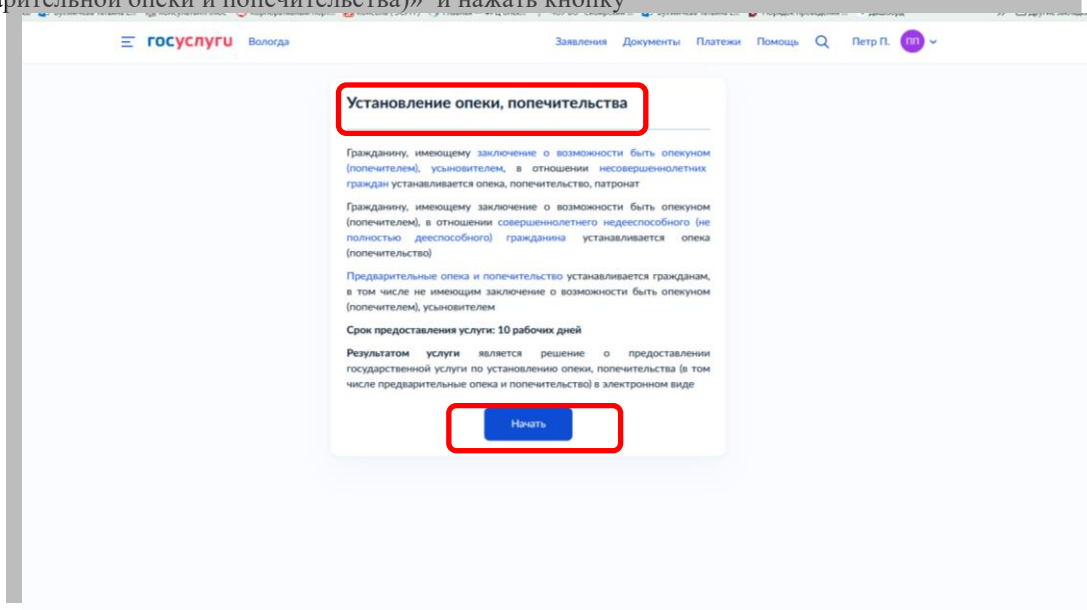 арительной опеки и попечительства)» и нажать кнопку
госуслуги Вологда Заявления Документы Платежи Помощь Петр П. ПП
Установление опеки, попечительства
Гражданину, имеющему заключение о возможности быть опекуном
(попечителем), усыновителем, в отношении несовершеннолетних
граждан устанавливается опека, попечительство, патронат
Гражданину, имеющему заключение о возможности быть опекуном
(попечителем), в отношении совершеннолетнего недееспособного (не
полностью дееспособного) гражданина устанавливается опека
(попечительство)
Предварительные опека и попечительство устанавливается гражданам,
в том числе не имеющим заключение о возможности быть опекуном
(попечителем), усыновителем
Срок предоставления услуги: 10 рабочих дней
Результатом услуги является решение о предоставлении
государственной услуги по установлению опеки, попечительства (в том
числе предварительные опека и попечительство) в электронном виде
Начать